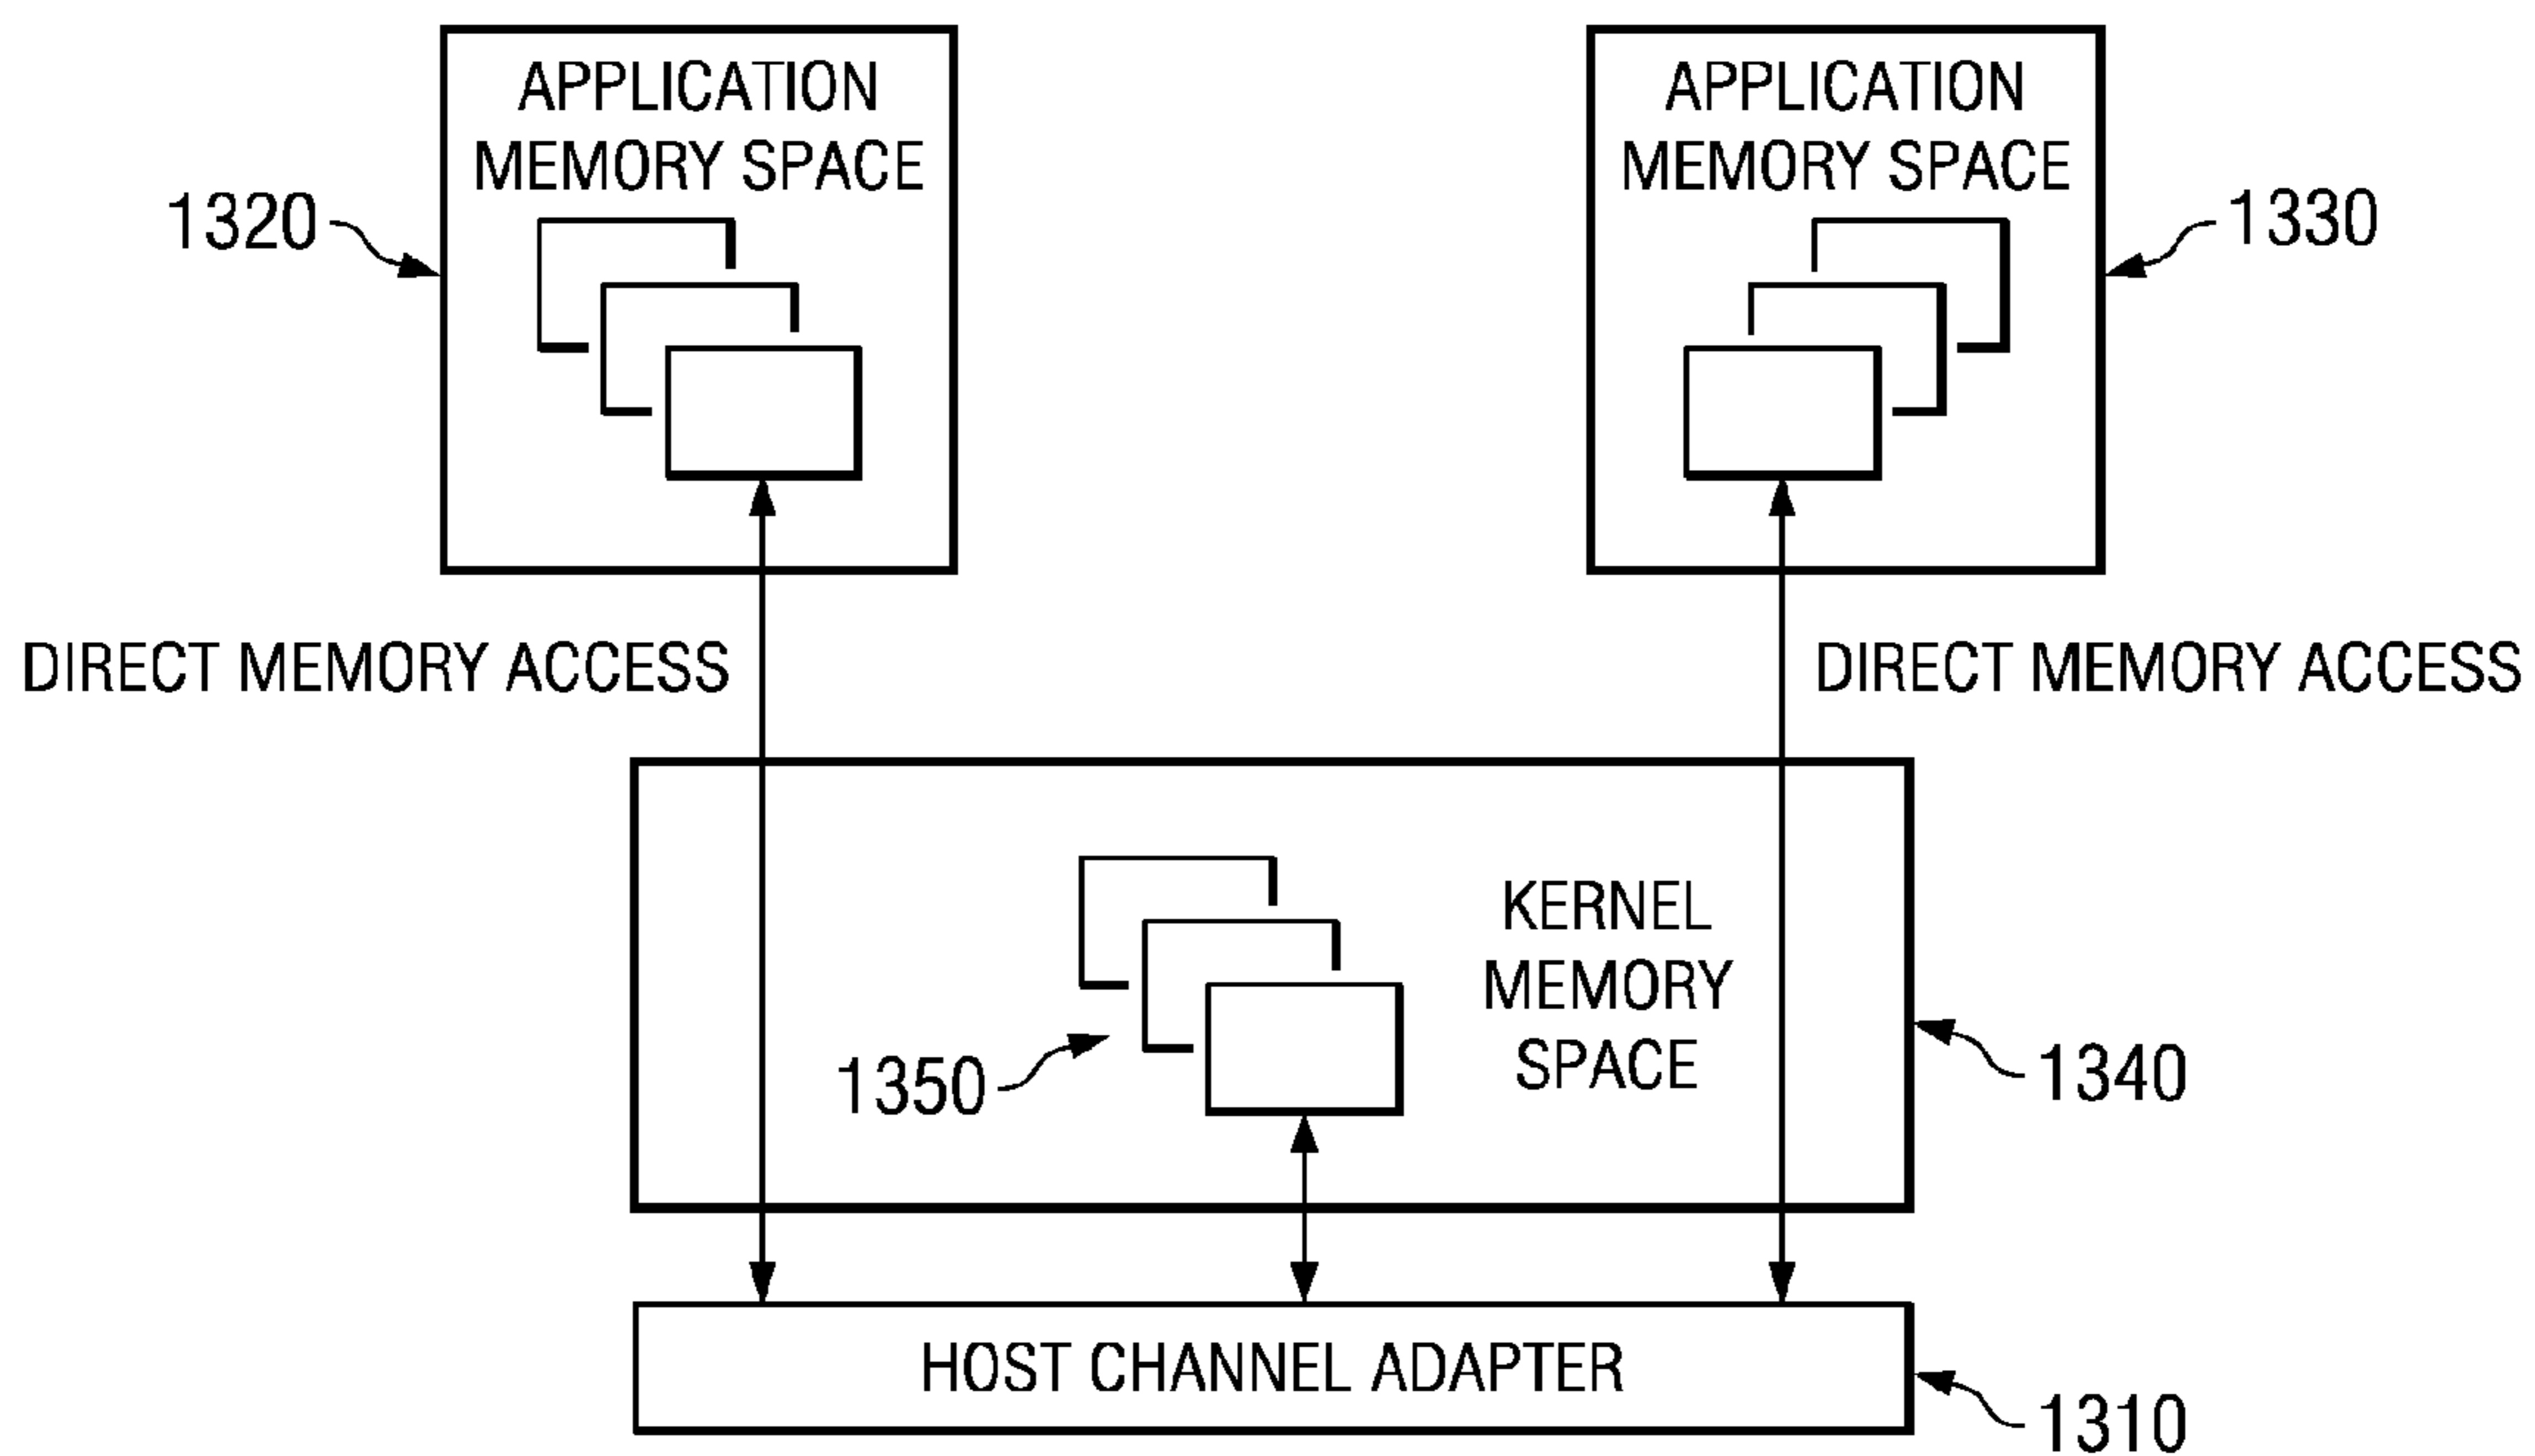 APPLICATION
MEMORY SPACE
APPLICATION
MEMORY SPACE
1320
1330
DIRECT MEMORY ACCESS
DIRECT MEMORY ACCESS
KERNEL
MEMORY
SPACE
1350
1340
HOST CHANNEL ADAPTER
1310